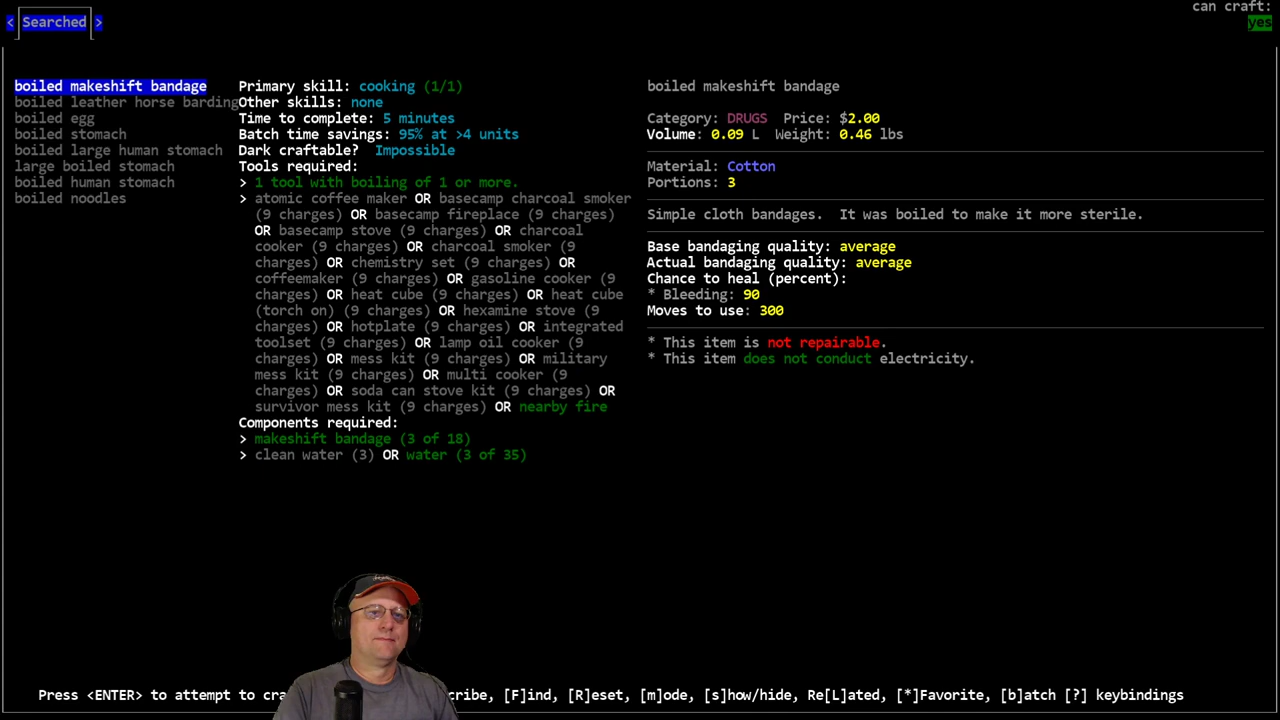 can craft:
< Searched >
yes
boiled makeshift bandage
boiled leather horse barding
boiled egg
boiled stomach
boiled large human stomach
large boiled stomach
boiled human stomach
boiled noodles
Primary skill: cooking (1/1)
Other skills: none
Time to complete: 5 minutes
Batch time savings: 95% at >4 units
Dark craftable? Impossible
Tools required:
> 1 tool with boiling of 1 or more.
> atomic coffee maker OR basecamp charcoal smoker
(9 charges) OR basecamp fireplace (9 charges)
OR basecamp stove (9 charges) OR charcoal
cooker (9 charges) OR charcoal smoker (9
charges) OR chemistry set (9 charges) OR
coffeemaker (9 charges) OR gasoline cooker (9
charges) OR heat cube (9 charges) OR heat cube
(torch on) (9 charges) OR hexamine stove (9
charges) OR hotplate (9 charges) OR integrated
toolset (9 charges) OR lamp oil cooker (9
charges) OR mess kit (9 charges) OR military
mess kit (9 charges) OR multi cooker (9
charges) OR soda can stove kit (9 charges) OR
survivor mess kit (9 charges) OR nearby fire
Components required:
> makeshift bandage (3 of 18)
> clean water (3) OR water (3 of 35)
boiled makeshift bandage
Category: DRUGS Price: $2.00
Volume: 0.09 L Weight: 0.46 lbs
Material: Cotton
Portions: 3
Simple cloth bandages. It was boiled to make it more sterile.
Base bandaging quality: average
Actual bandaging quality: average
Chance to heal (percent):
* Bleeding: 90
Moves to use: 300
* This item is not repairable.
* This item does not conduct electricity.
Press <ENTER> to attempt to cra cribe, [F]ind, [R]eset, [m]ode, [s]how/hide, Re[L]ated, [*]Favorite, [b]atch [?] keybindings